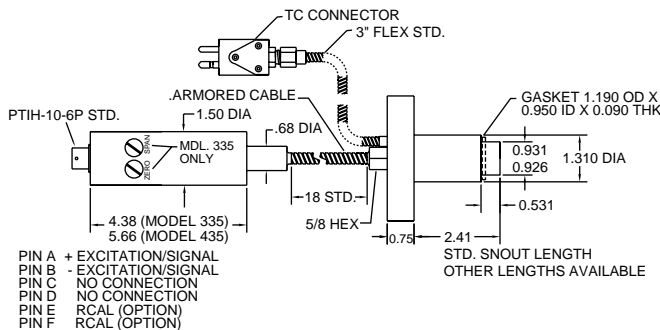 TC CONNECTOR
3" FLEX STD.
ARMORED CABLE
GASKET 1.190 OD X
0.950 ID X 0.090 THK
PTIH-10-6P STD.
1.50 DIA
.68 DIA
SPAN
ZERO
MDL. 335
ONLY
0.931
0.926
1.310 DIA
18 STD.
5/8 HEX
0.531
4.38 (MODEL 335)
5.66 (MODEL 435)
0.75
2.41
STD. SNOUT LENGTH
OTHER LENGTHS AVAILABLE
PIN A + EXCITATION/SIGNAL
PIN B - EXCITATION/SIGNAL
PIN C NO CONNECTION
PIN D NO CONNECTION
PIN E RCAL (OPTION)
PIN F RCAL (OPTION)